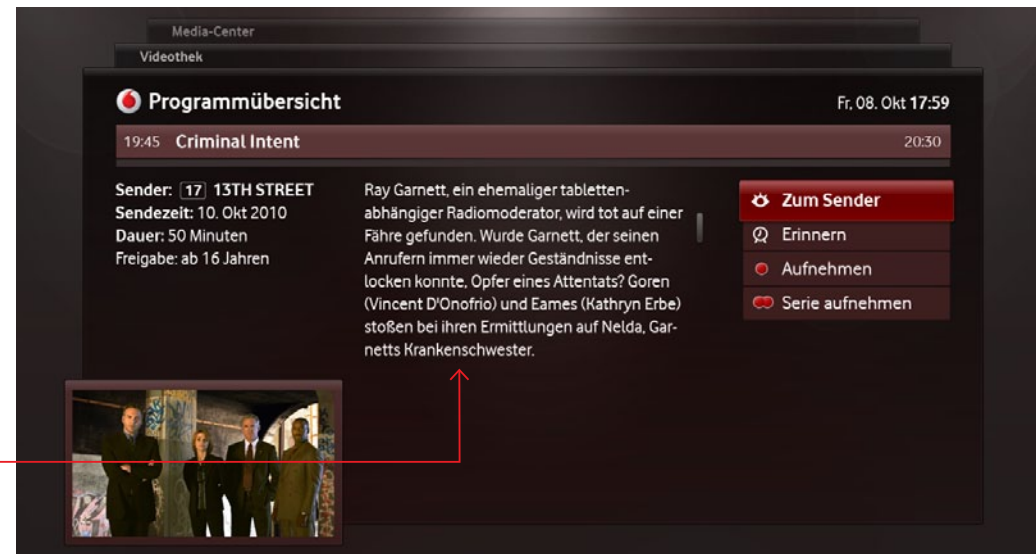 Media-Center
Videothek
Programmübersicht
Fr, 08. Okt 17:59
19:45 Criminal Intent 20:30
Sender: 17 13TH STREET
Sendezeit: 10. Okt 2010
Dauer: 50 Minuten
Freigabe: ab 16 Jahren
Ray Garnett, ein ehemaliger tabletten-
abhängiger Radiomoderator, wird tot auf einer
Fähre gefunden. Wurde Garnett, der seinen
Anrufern immer wieder Geständnisse ent-
locken konnte, Opfer eines Attentats? Goren
(Vincent D'Onofrio) und Eames (Kathryn Erbe)
stoßen bei ihren Ermittlungen auf Nelda, Gar-
netts Krankenschwester.
Zum Sender
Erinnern
Aufnehmen
Serie aufnehmen